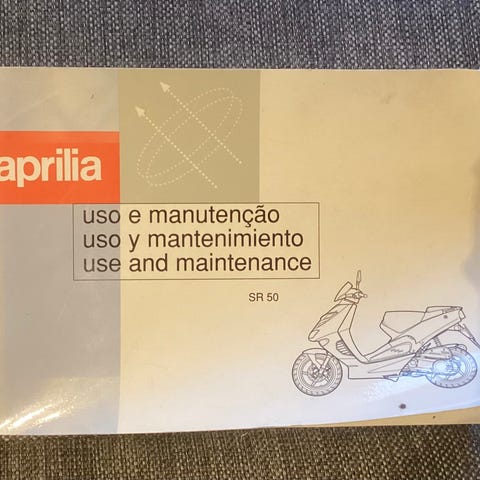 aprilia
uso e manutenção
uso y mantenimiento
use and maintenance
SR 50